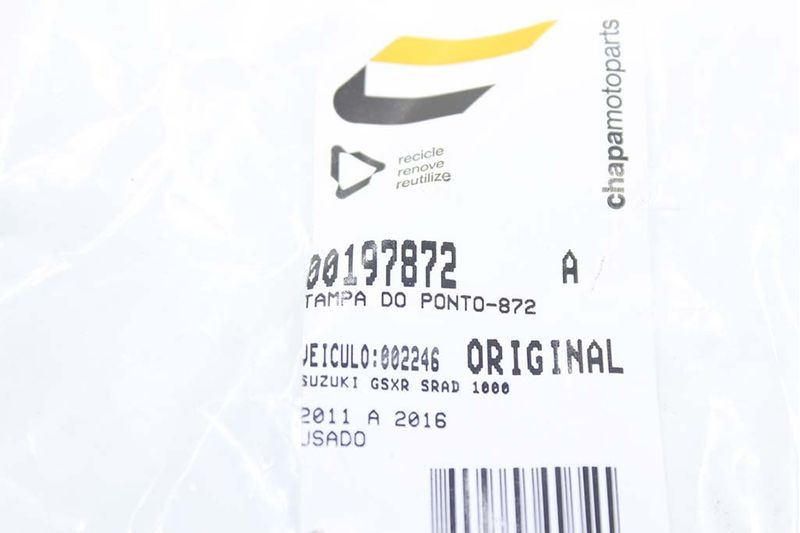 chapamotoparts
recicle
renove
reutilize
00197872 A
TAMPA DO PONTO-872
VEICULO:002246 ORIGINAL
SUZUKI GSXR SRAD 1000
2011 A 2016
USADO